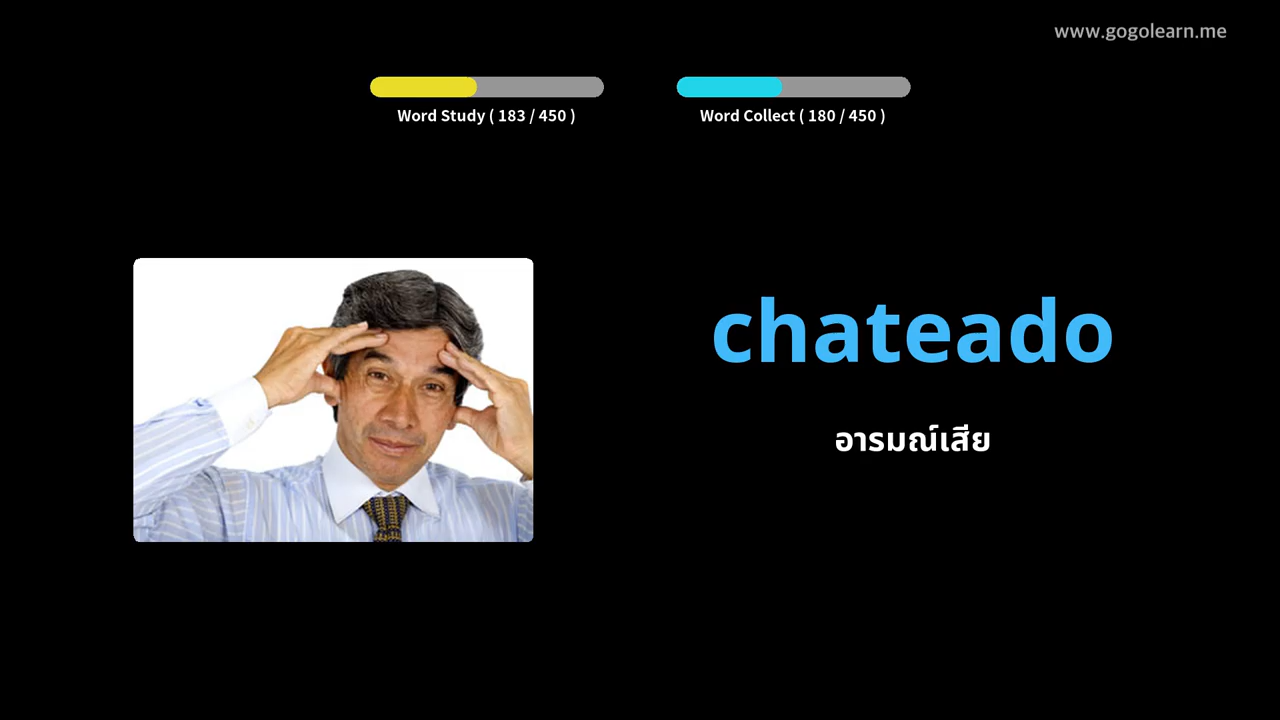 www.gogolearn.me
Word Study ( 183 / 450 )
Word Collect ( 180 / 450 )
chateado
อารมณ์เสีย